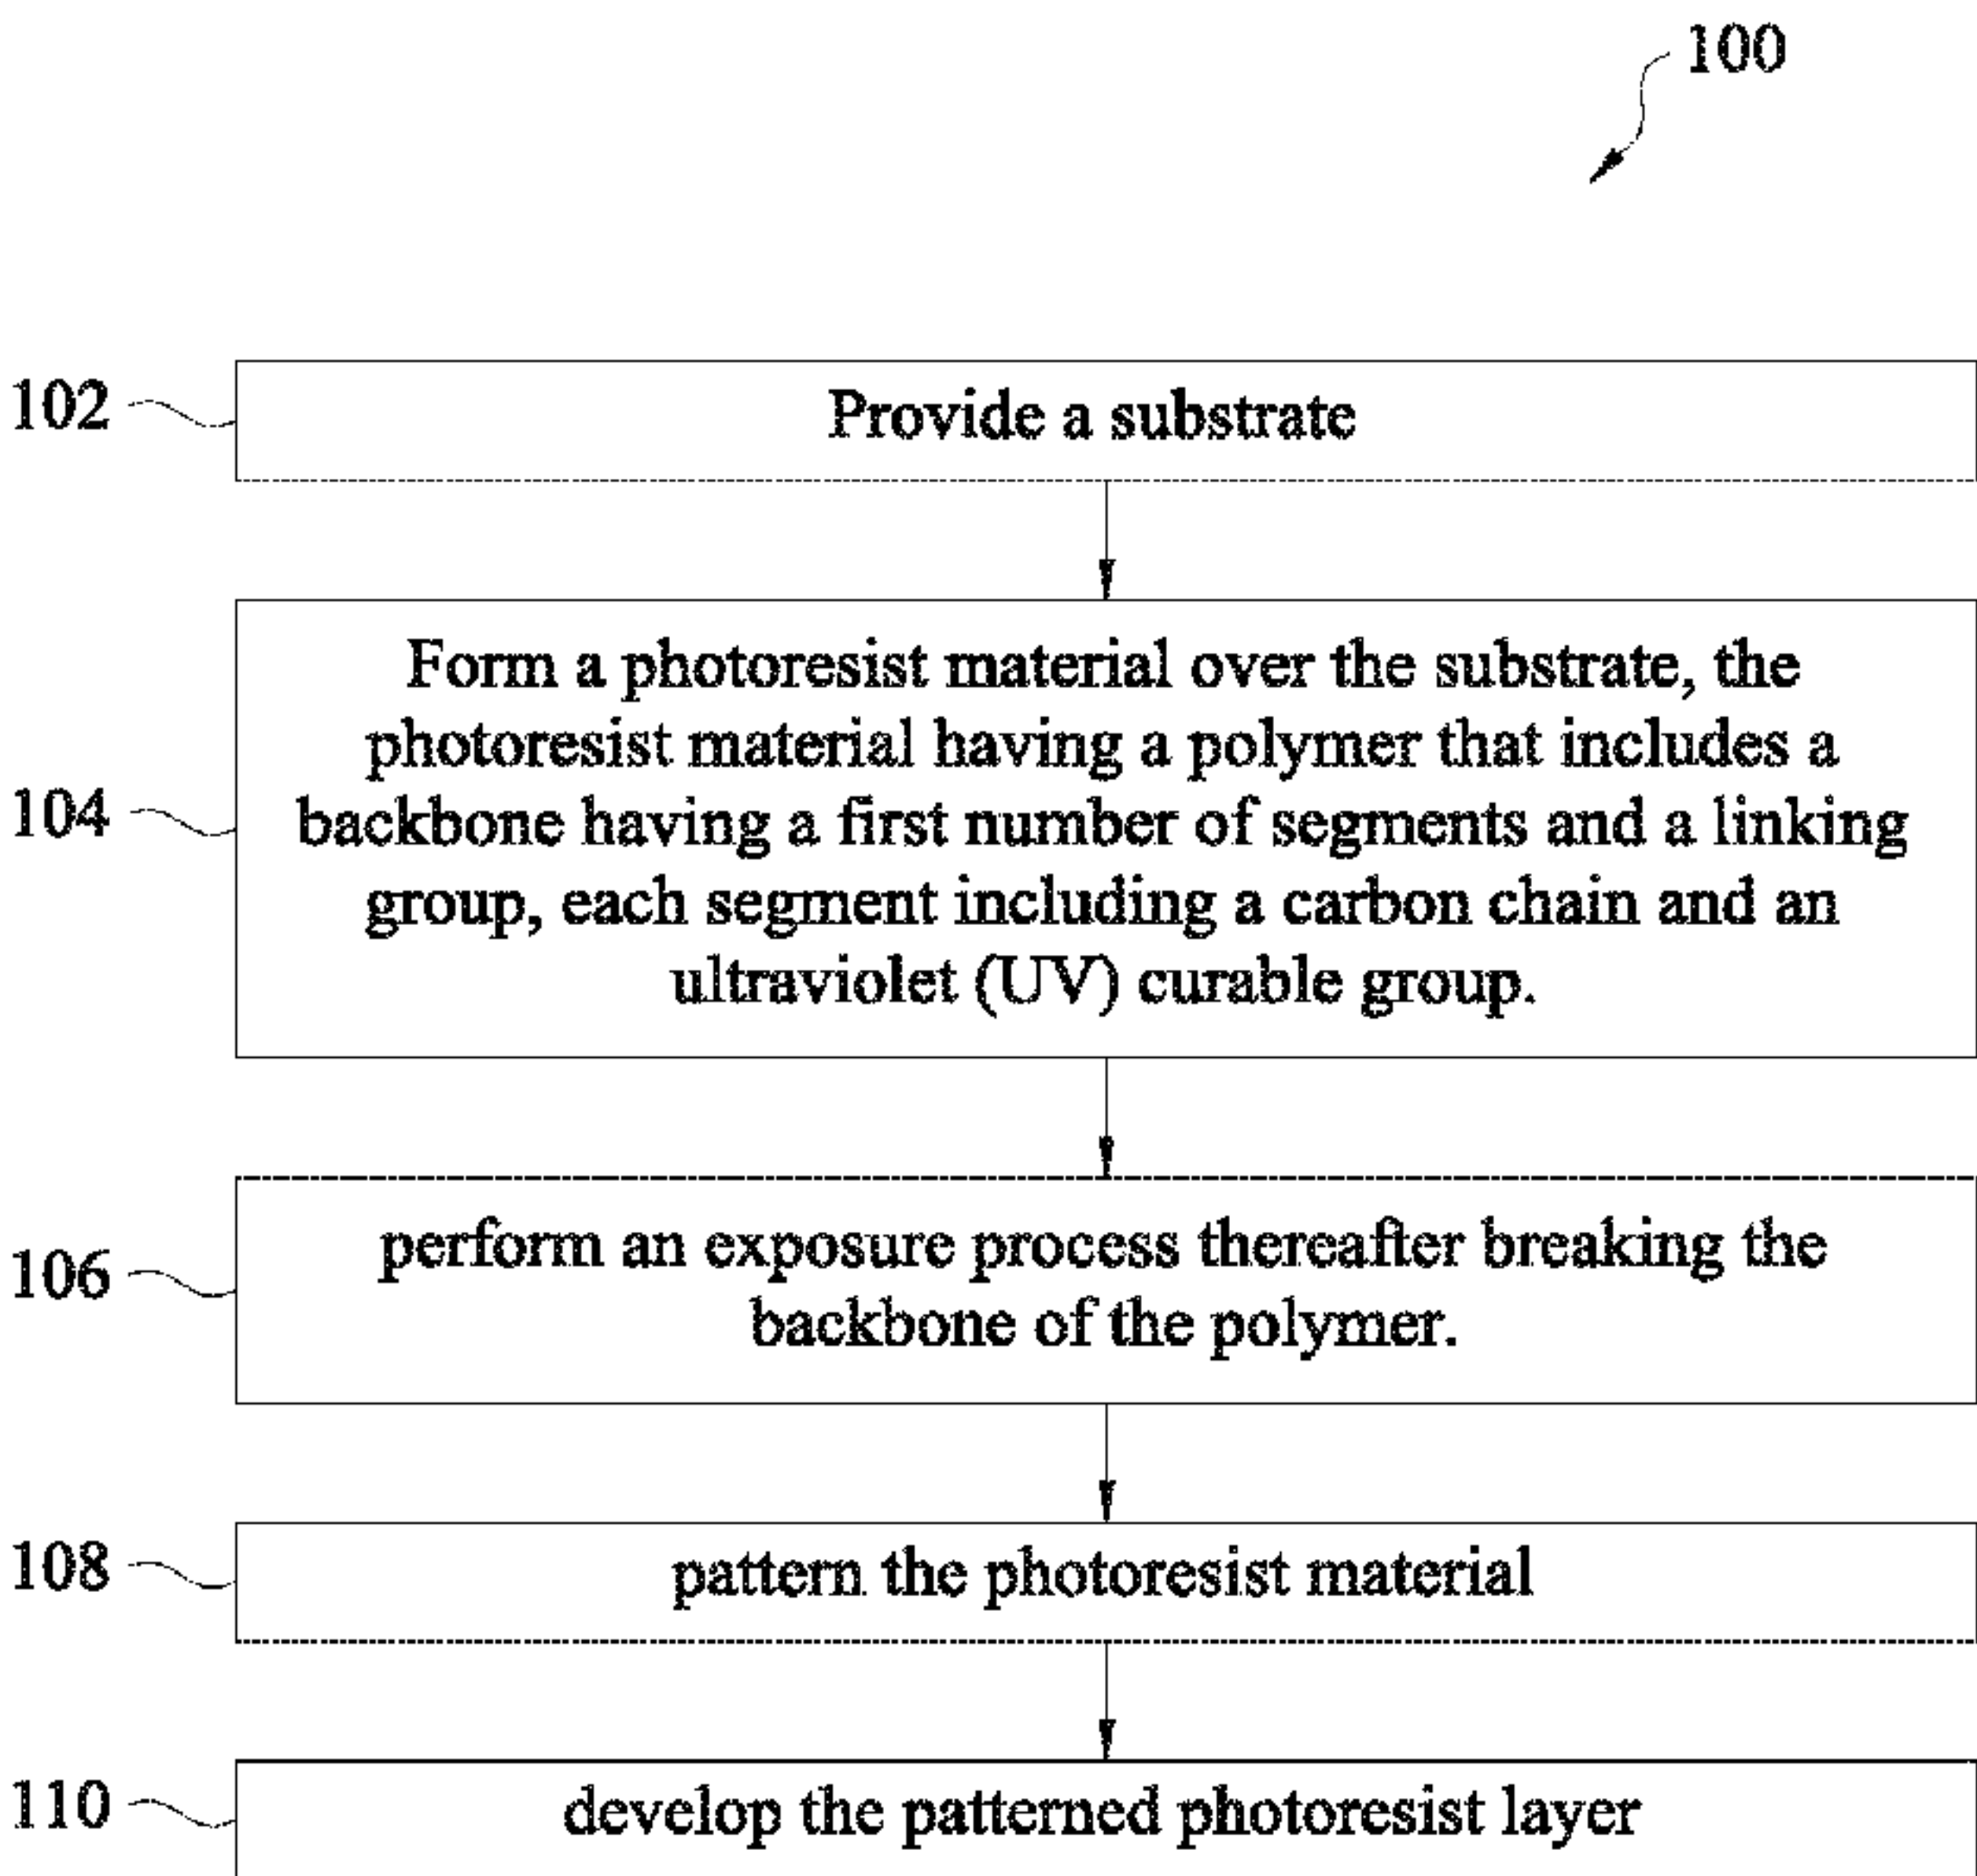 100
102
Provide a substrate
104
Form a photoresist material over the substrate, the
photoresist material having a polymer that includes a
backbone having a first number of segments and a linking
group, each segment including a carbon chain and an
ultraviolet (UV) curable group.
106
perform an exposure process thereafter breaking the
backbone of the polymer.
108
pattern the photoresist material
110
develop the patterned photoresist layer